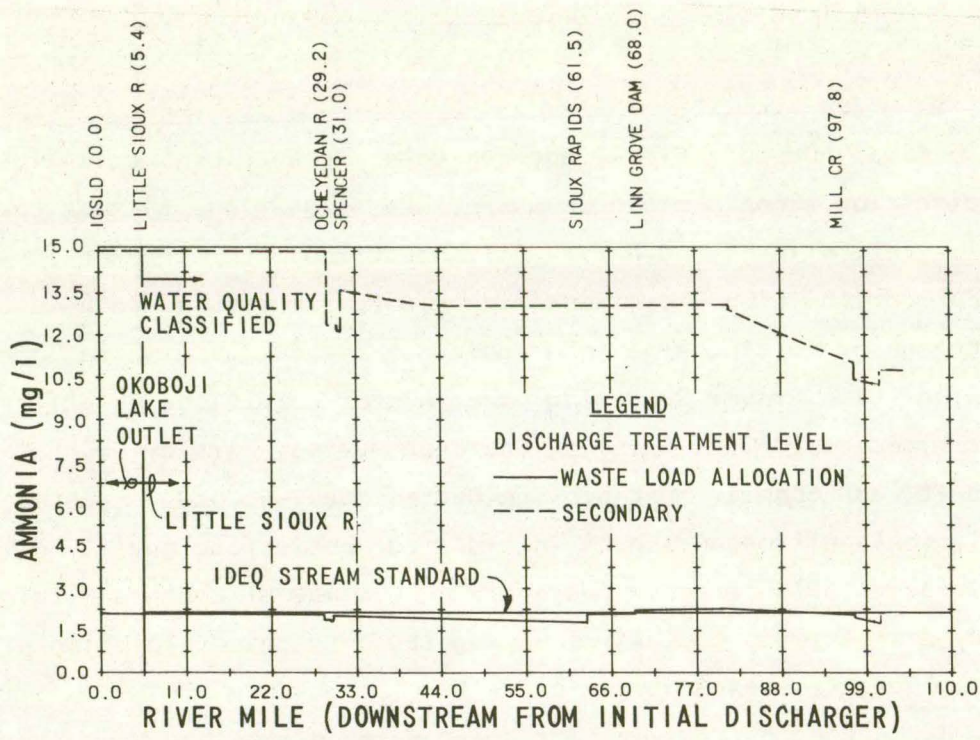 IGSLD (0.0)
LITTLE SIOUX R (5.4)
OCHEYEDAN R (29.2)
SPENCER (31.0)
SIOUX RAPIDS (61.5)
LINN GROVE DAM (68.0)
MILL CR (97.8)
AMMONIA (mg/l)
15.0
13.5
12.0
10.5
9.0
7.5
6.0
4.5
3.0
1.5
0.0
WATER QUALITY
CLASSIFIED
OKOBOJI
LAKE
OUTLET
LITTLE SIOUX R.
LEGEND
DISCHARGE TREATMENT LEVEL
WASTE LOAD ALLOCATION
SECONDARY
IDEQ STREAM STANDARD
0.0 11.0 22.0 33.0 44.0 55.0 66.0 77.0 88.0 99.0 110.0
RIVER MILE (DOWNSTREAM FROM INITIAL DISCHARGER)